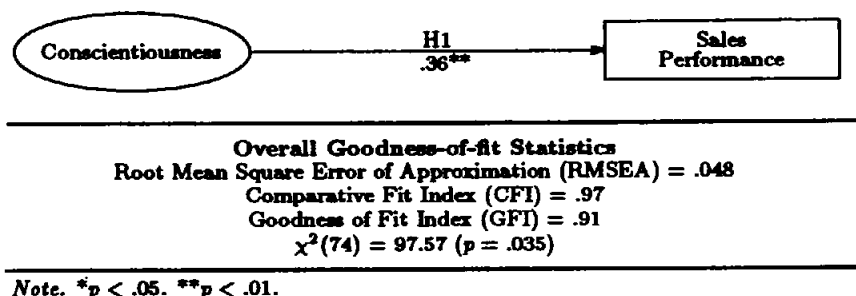 Conscientiousness
H1
.36**
Sales
Performance
Overall Goodness-of-fit Statistics
Root Mean Square Error of Approximation (RMSEA) = .048
Comparative Fit Index (CFI) = .97
Goodness of Fit Index (GFI) = .91
χ²(74) = 97.57 (p = .035)
Note. *p < .05. **p < .01.